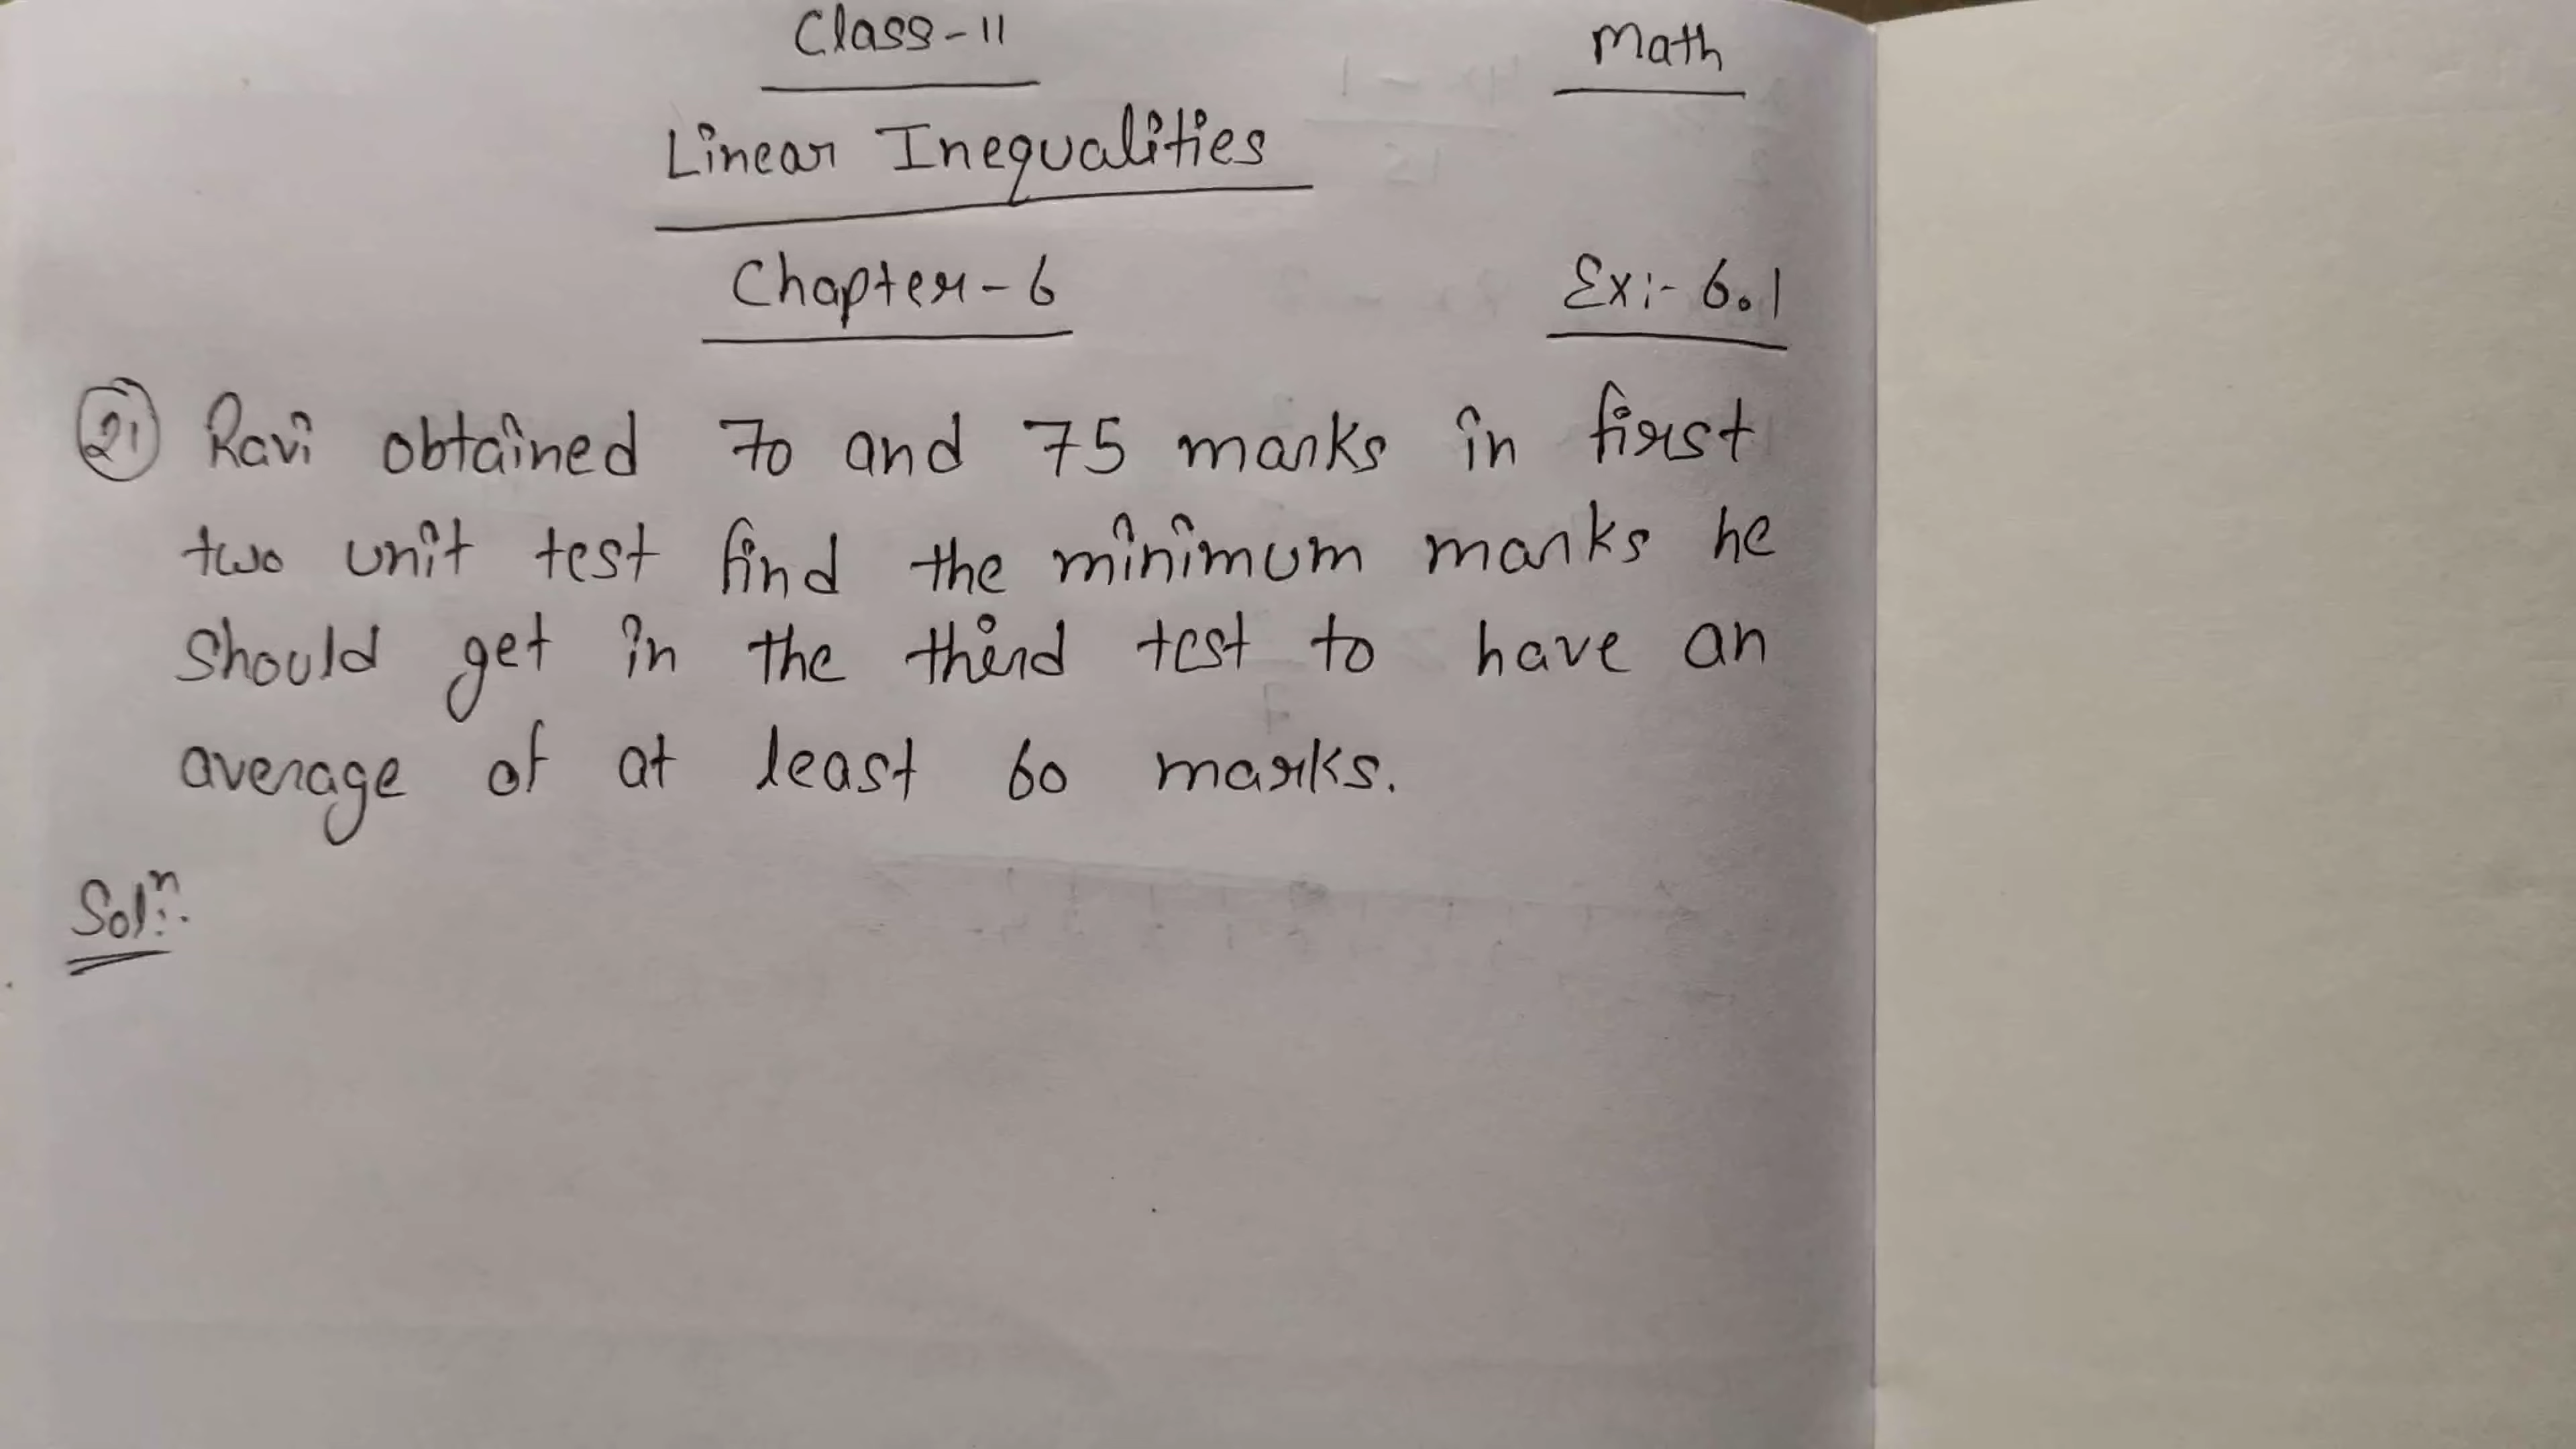 Class-11
Math
Linear Inequalities
Chapter-6
Ex:- 6.1
21 Ravi obtained 70 and 75 marks in first
two unit test find the minimum marks he
should get in the third test to have an
average of at least 60 marks.
Solⁿ:.